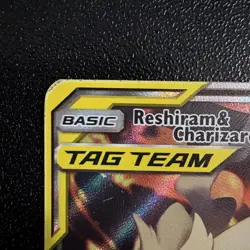 BASIC
Reshiram &
Charizard
TAG TEAM